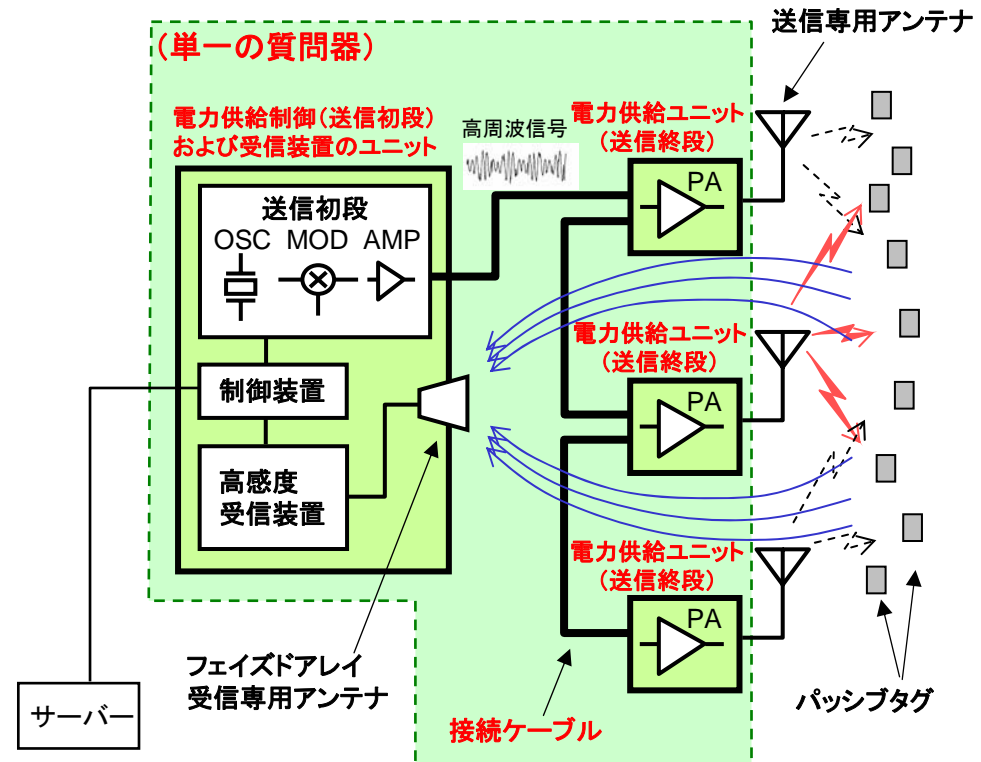 送信専用アンテナ
(単一の質問器)
電力供給制御(送信初段)
および受信装置のユニット
高周波信号
電力供給ユニット
(送信終段)
PA
送信初段
OSC MOD AMP
電力供給ユニット
(送信終段)
PA
制御装置
高感度
受信装置
電力供給ユニット
(送信終段)
PA
フェイズドアレイ
受信専用アンテナ
サーバー
接続ケーブル
パッシブタグ